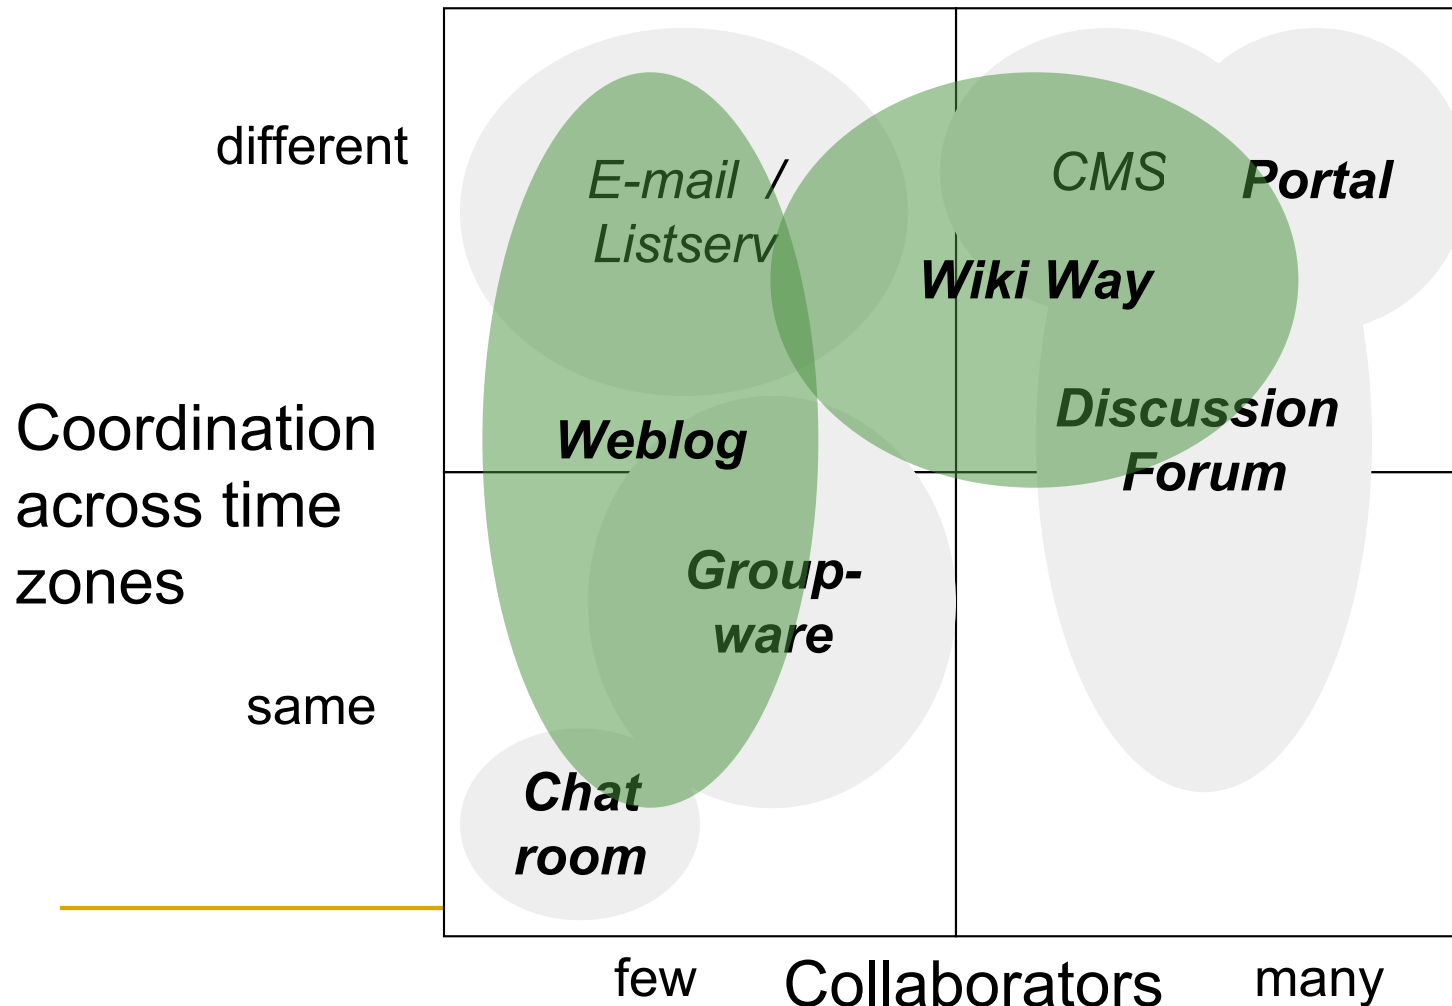 different
E-mail /
Listserv
CMS
Portal
Wiki Way
Coordination
across time
zones
Weblog
Discussion
Forum
Group-
ware
same
Chat
room
few
Collaborators
many